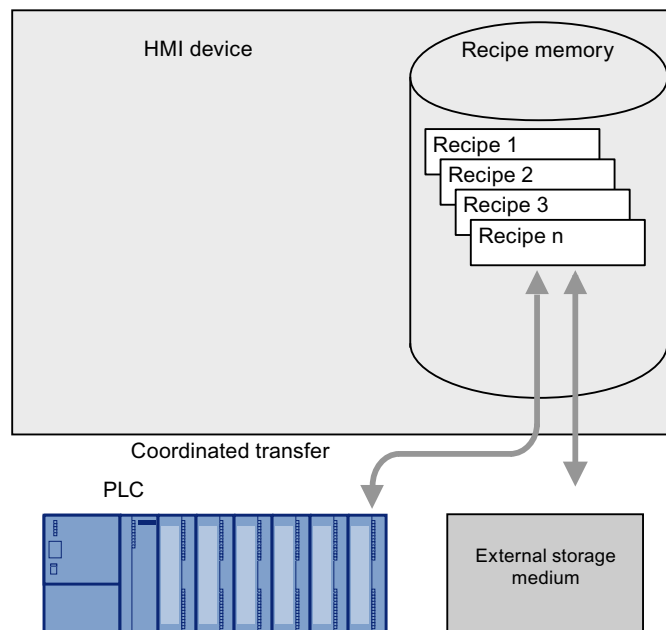 HMI device
Recipe memory
Recipe 1
Recipe 2
Recipe 3
Recipe n
Coordinated transfer
PLC
External storage
medium